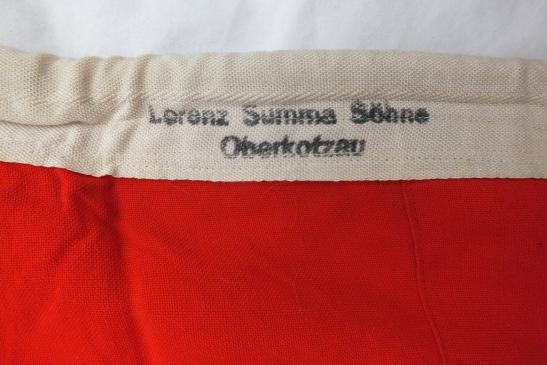 Lorenz Summa Söhne
Oberkotzau